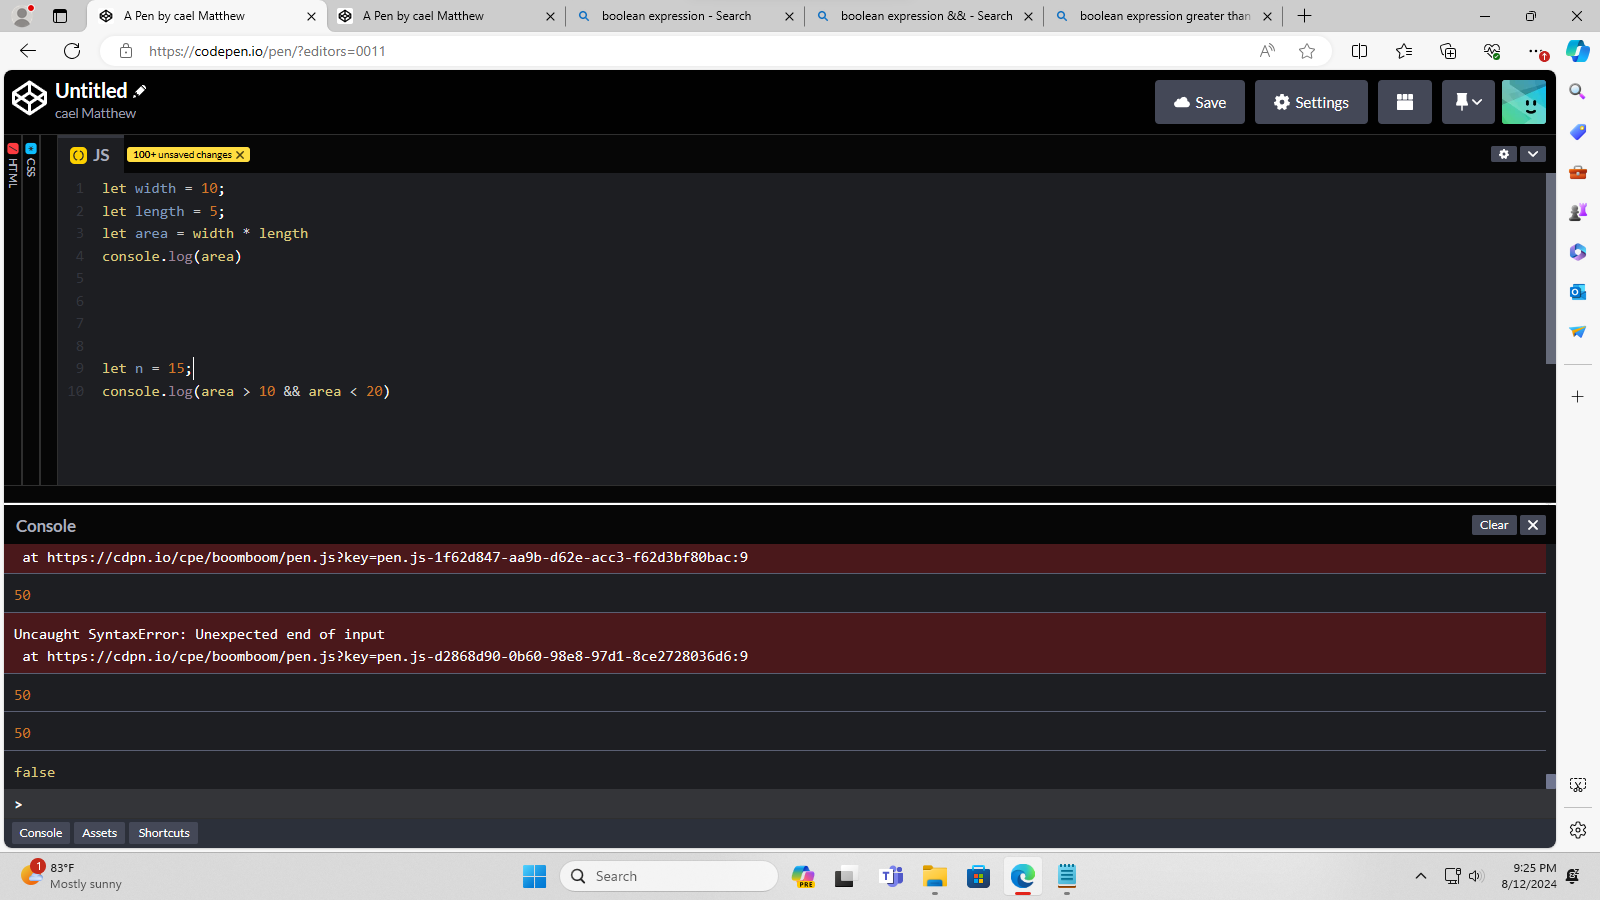 A Pen by cael Matthew
A Pen by cael Matthew
boolean expression - Search
boolean expression && - Search
boolean expression greater than
https://codepen.io/pen/?editors=0011
Untitled
cael Matthew
Save
Settings
HTML
CSS
JS
100+ unsaved changes
1 let width = 10;
2 let length = 5;
3 let area = width * length
4 console.log(area)
5
6
7
8
9 let n = 15;
10 console.log(area > 10 && area < 20)
Console
Clear
at https://cdpn.io/cpe/boomboom/pen.js?key=pen.js-1f62d847-aa9b-d62e-acc3-f62d3bf80bac:9
50
Uncaught SyntaxError: Unexpected end of input
at https://cdpn.io/cpe/boomboom/pen.js?key=pen.js-d2868d90-0b60-98e8-97d1-8ce2728036d6:9
50
50
false
>
Console
Assets
Shortcuts
1
83°F
Mostly sunny
Search
PRE
9:25 PM
8/12/2024